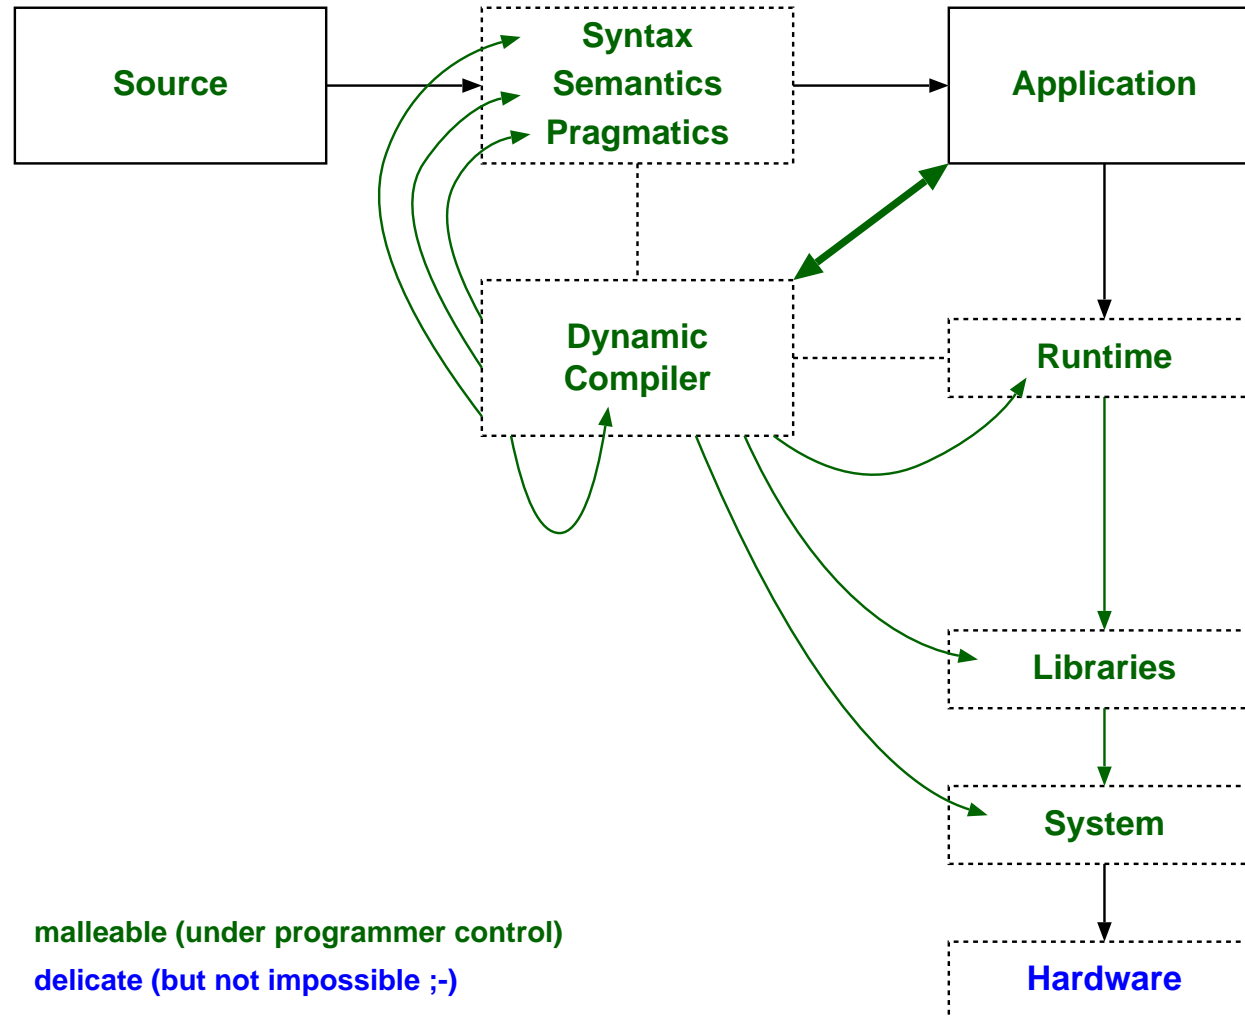 Source
Syntax
Semantics
Pragmatics
Application
Dynamic
Compiler
Runtime
Libraries
System
Hardware
malleable (under programmer control)
delicate (but not impossible ;-)